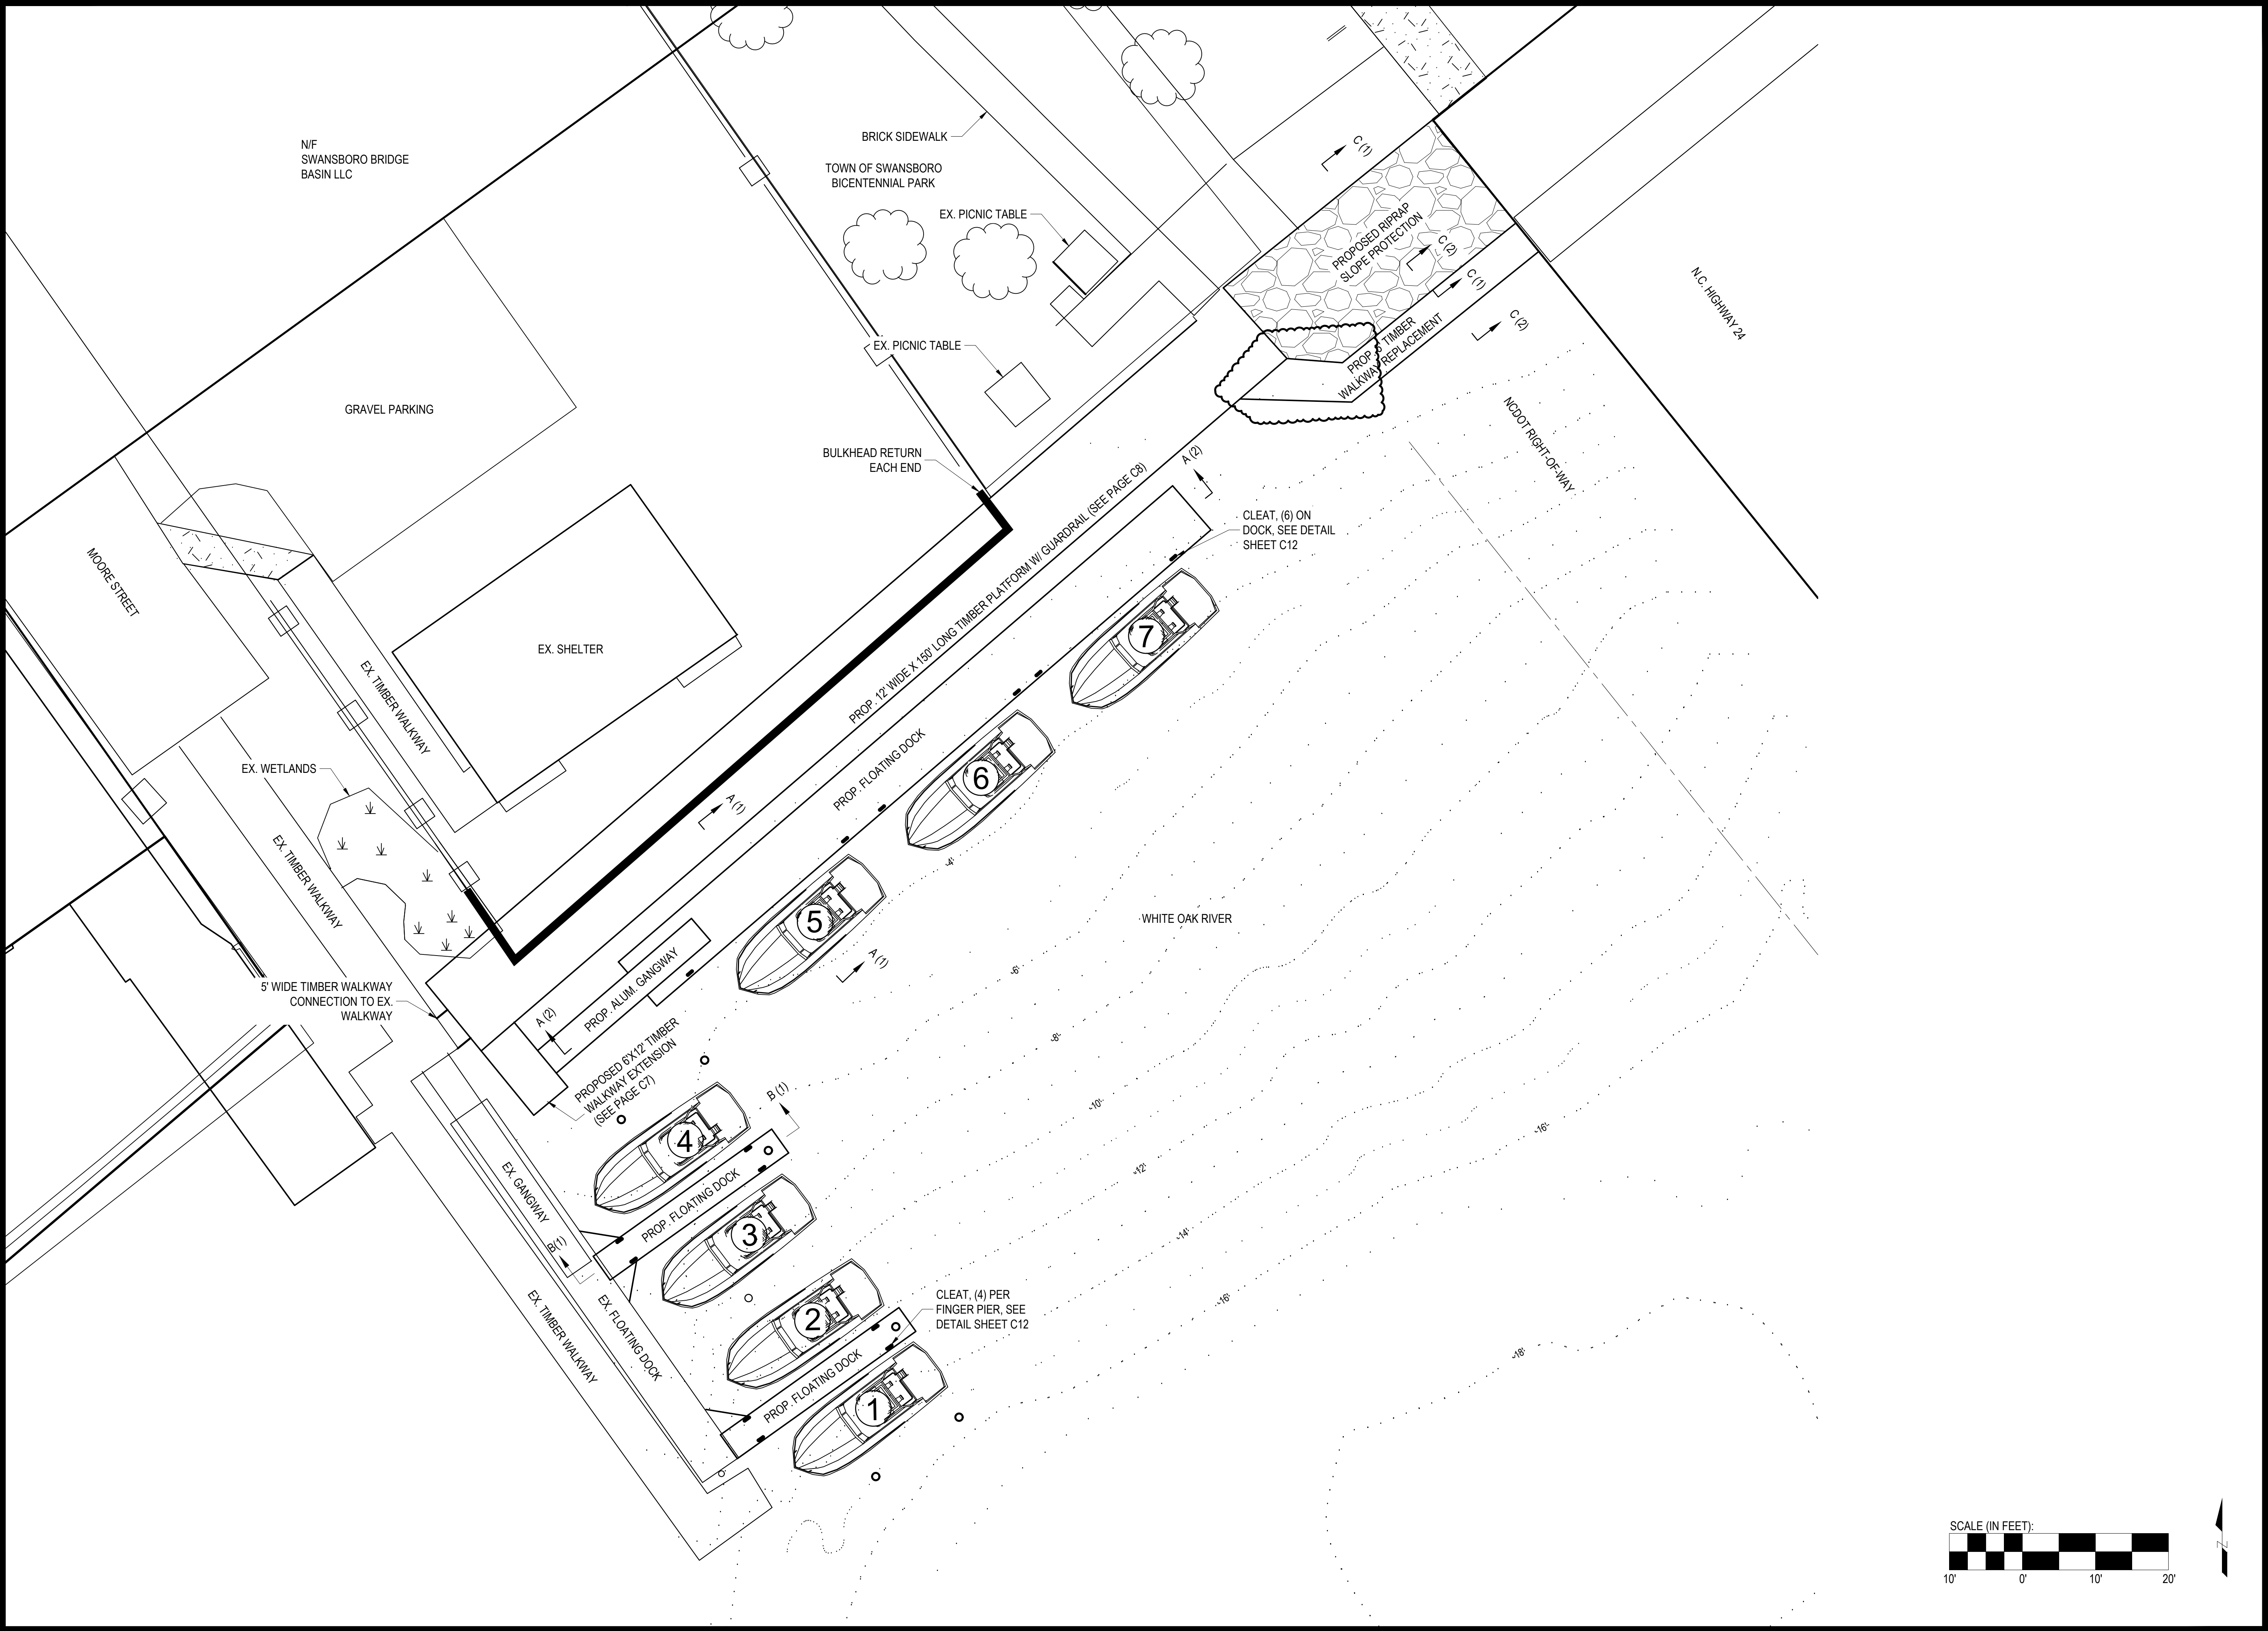 N/F
SWANSBORO BRIDGE
BASIN LLC
BRICK SIDEWALK
TOWN OF SWANSBORO
BICENTENNIAL PARK
EX. PICNIC TABLE
C (1)
PROPOSED RIPRAP
SLOPE PROTECTION
C (2)
C (1)
C (2)
N.C. HIGHWAY 24
EX. PICNIC TABLE
WALKWAY REPLACEMENT
NCDOT RIGHT-OF-WAY
GRAVEL PARKING
BULKHEAD RETURN
EACH END
A (2)
PROP. 12' WIDE X 150' LONG TIMBER PLATFORM W/ GUARDRAIL (SEE PAGE C8)
CLEAT, (6) ON
DOCK, SEE DETAIL
SHEET C12
MOORE STREET
EX. SHELTER
EX. TIMBER WALKWAY
7
PROP. FLOATING DOCK
6
EX. WETLANDS
A (1)
-4'
EX. TIMBER WALKWAY
5
WHITE OAK RIVER
A (1)
PROP. ALUM. GANGWAY
-6'
5' WIDE TIMBER WALKWAY
CONNECTION TO EX.
WALKWAY
A (2)
-8'
PROPOSED 6'X12' TIMBER
WALKWAY EXTENSION
(SEE PAGE C7)
B (1)
-10'
-16'
4
-12'
EX. GANGWAY
PROP. FLOATING DOCK
3
-14'
B(1)
EX. FLOATING DOCK
-16'
2
CLEAT, (4) PER
FINGER PIER, SEE
DETAIL SHEET C12
EX. TIMBER WALKWAY
PROP. FLOATING DOCK
-18'
1
SCALE (IN FEET):
10' 0' 10' 20'
N